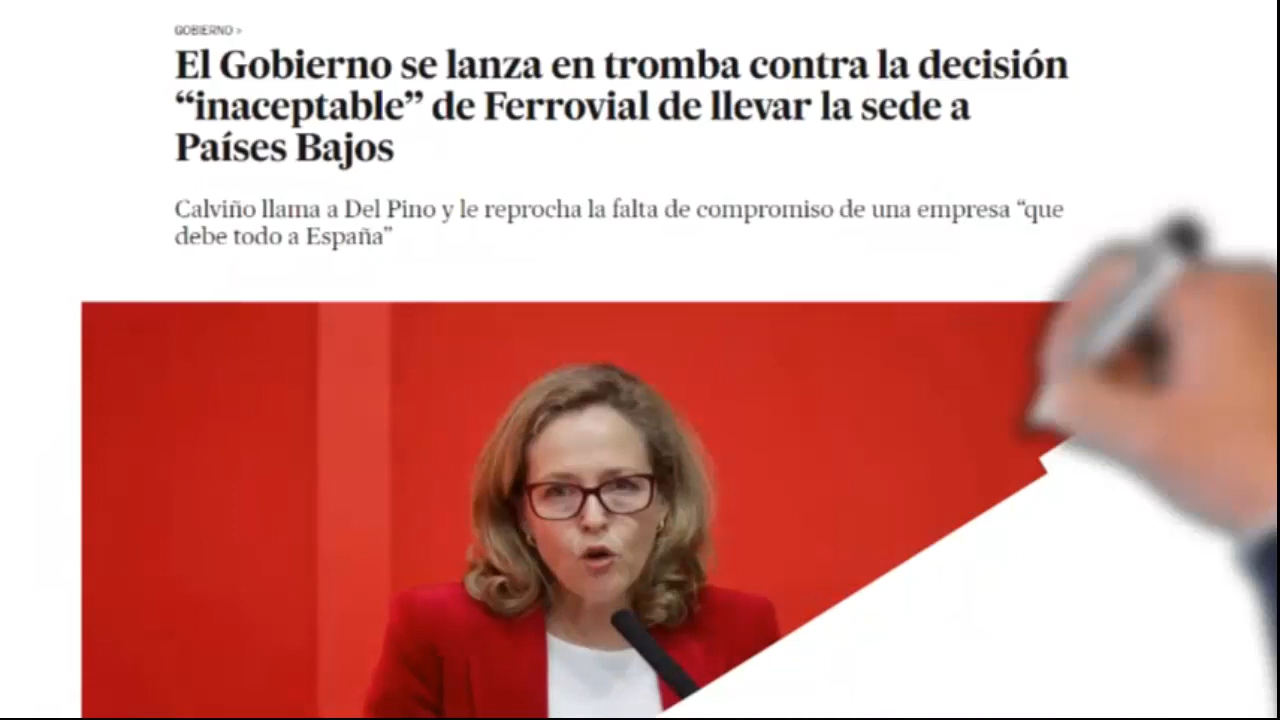 GOBIERNO >
El Gobierno se lanza en tromba contra la decisión
“inaceptable” de Ferrovial de llevar la sede a
Países Bajos
Calviño llama a Del Pino y le reprocha la falta de compromiso de una empresa “que
debe todo a España”